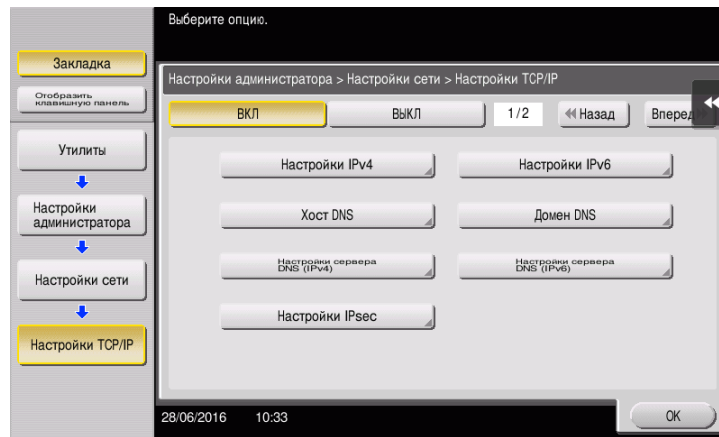 Выберите опцию.
Закладка
Отобразить
клавишную панель
Утилиты
Настройки
администратора
Настройки сети
Настройки TCP/IP
Настройки администратора > Настройки сети > Настройки TCP/IP
ВКЛ
ВЫКЛ
1/2
Назад
Вперед
Настройки IPv4
Настройки IPv6
Хост DNS
Домен DNS
Настройки сервера
DNS (IPv4)
Настройки сервера
DNS (IPv6)
Настройки IPsec
28/06/2016 10:33
OK